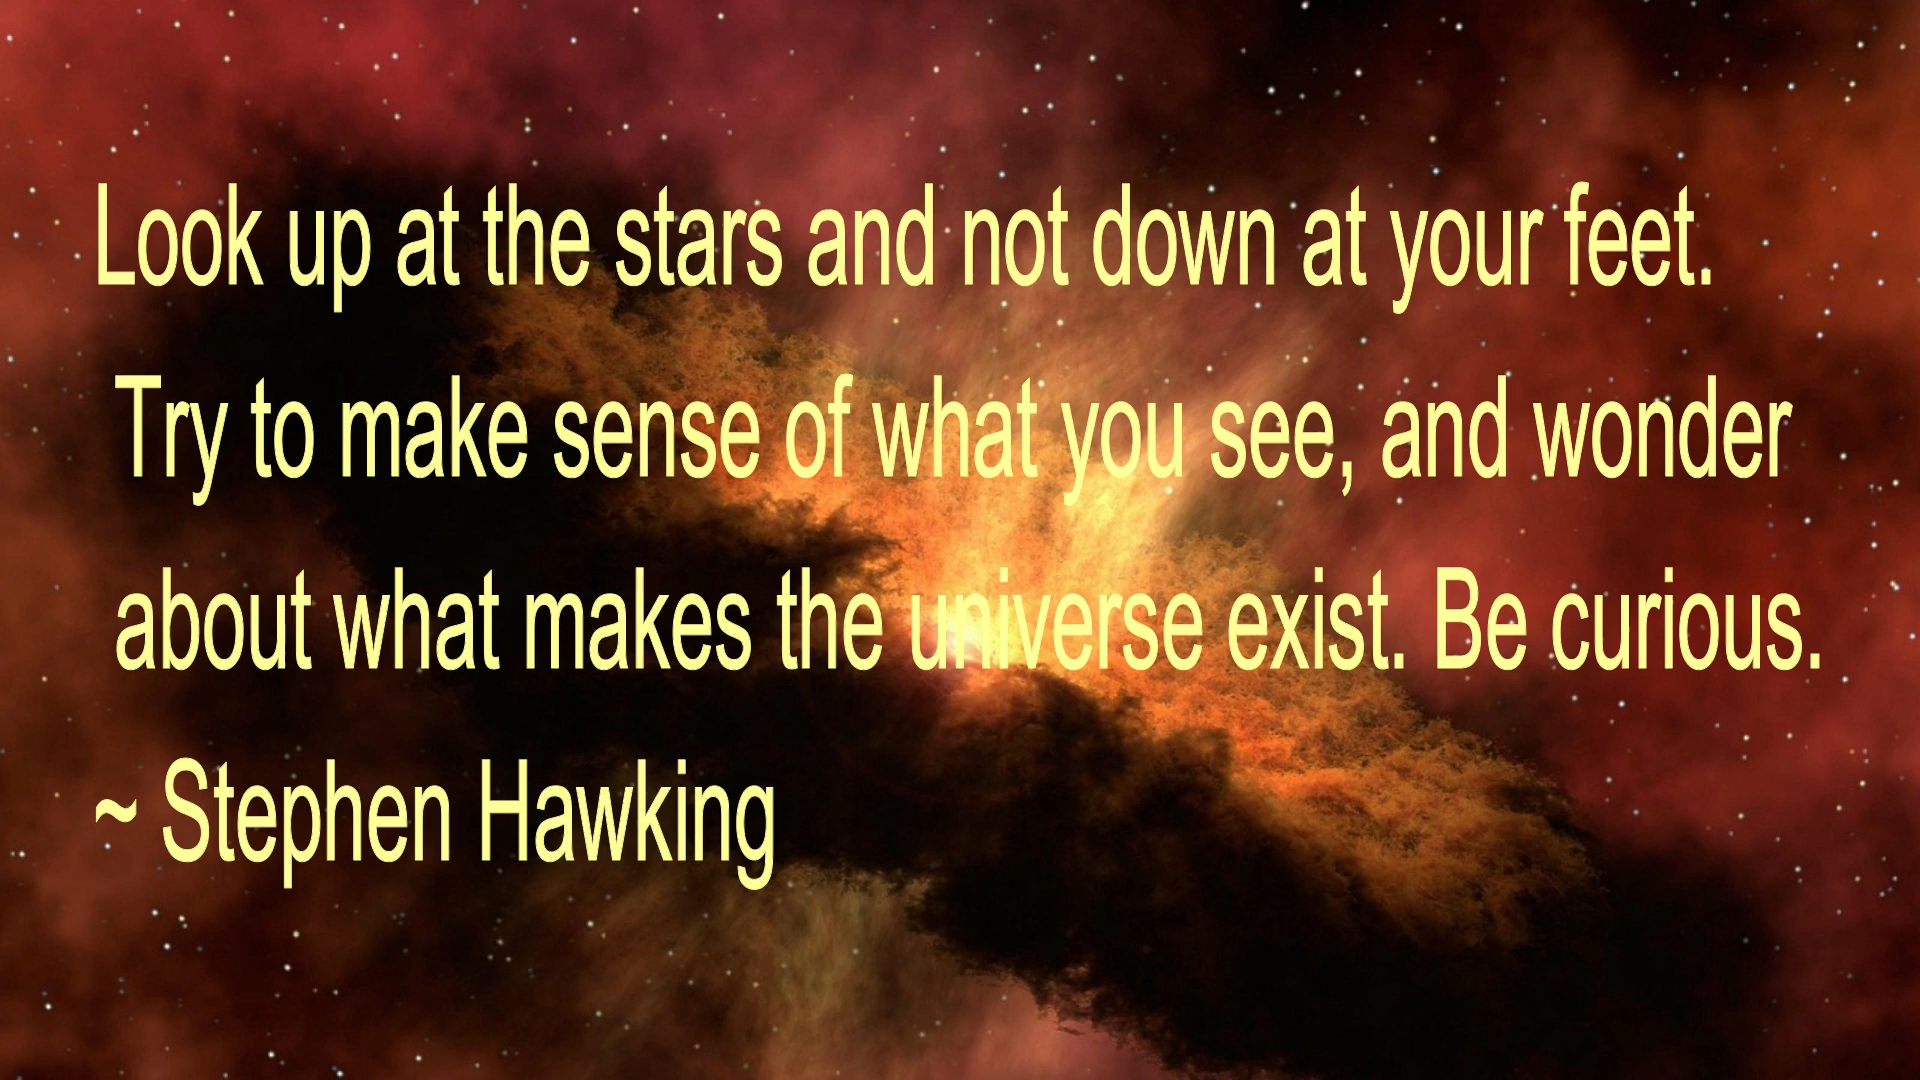 Look up at the stars and not down at your feet.
Try to make sense of what you see, and wonder
about what makes the universe exist. Be curious.
~ Stephen Hawking